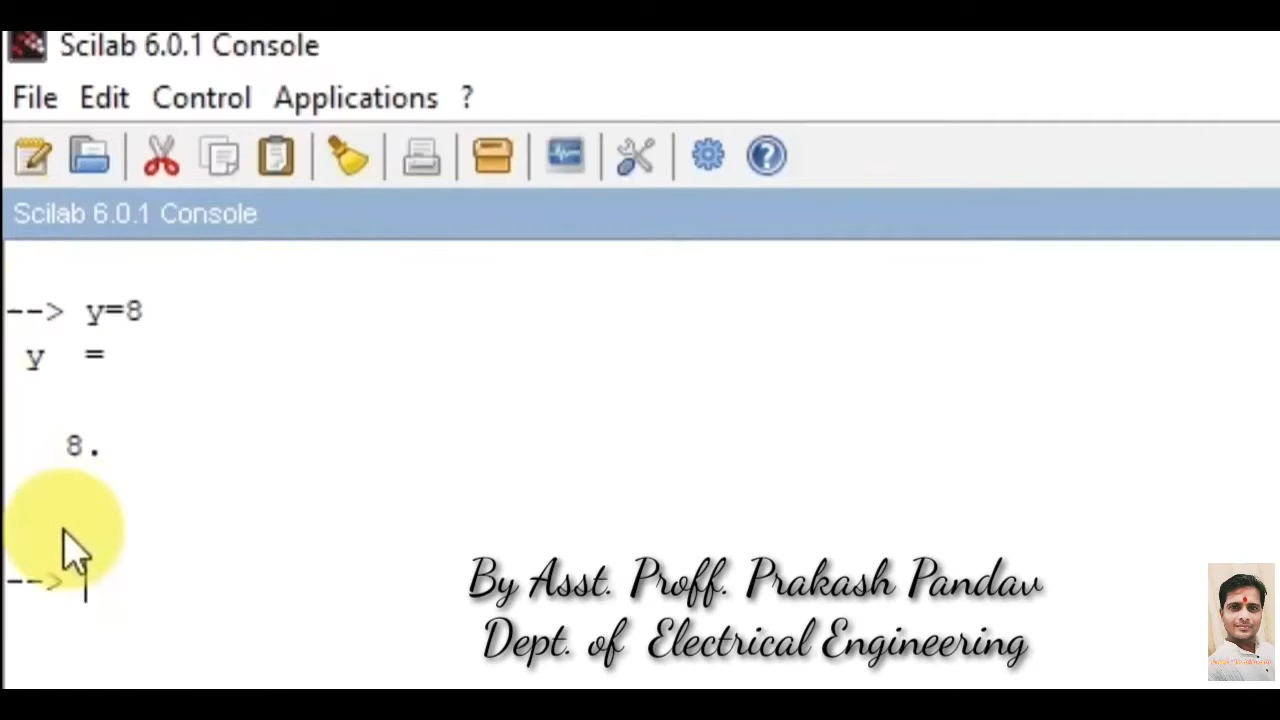 Scilab 6.0.1 Console
File Edit Control Applications ?
Scilab 6.0.1 Console
--> y=8
y =
8.
-->
By Asst. Proff. Prakash Pandav
Dept. of Electrical Engineering